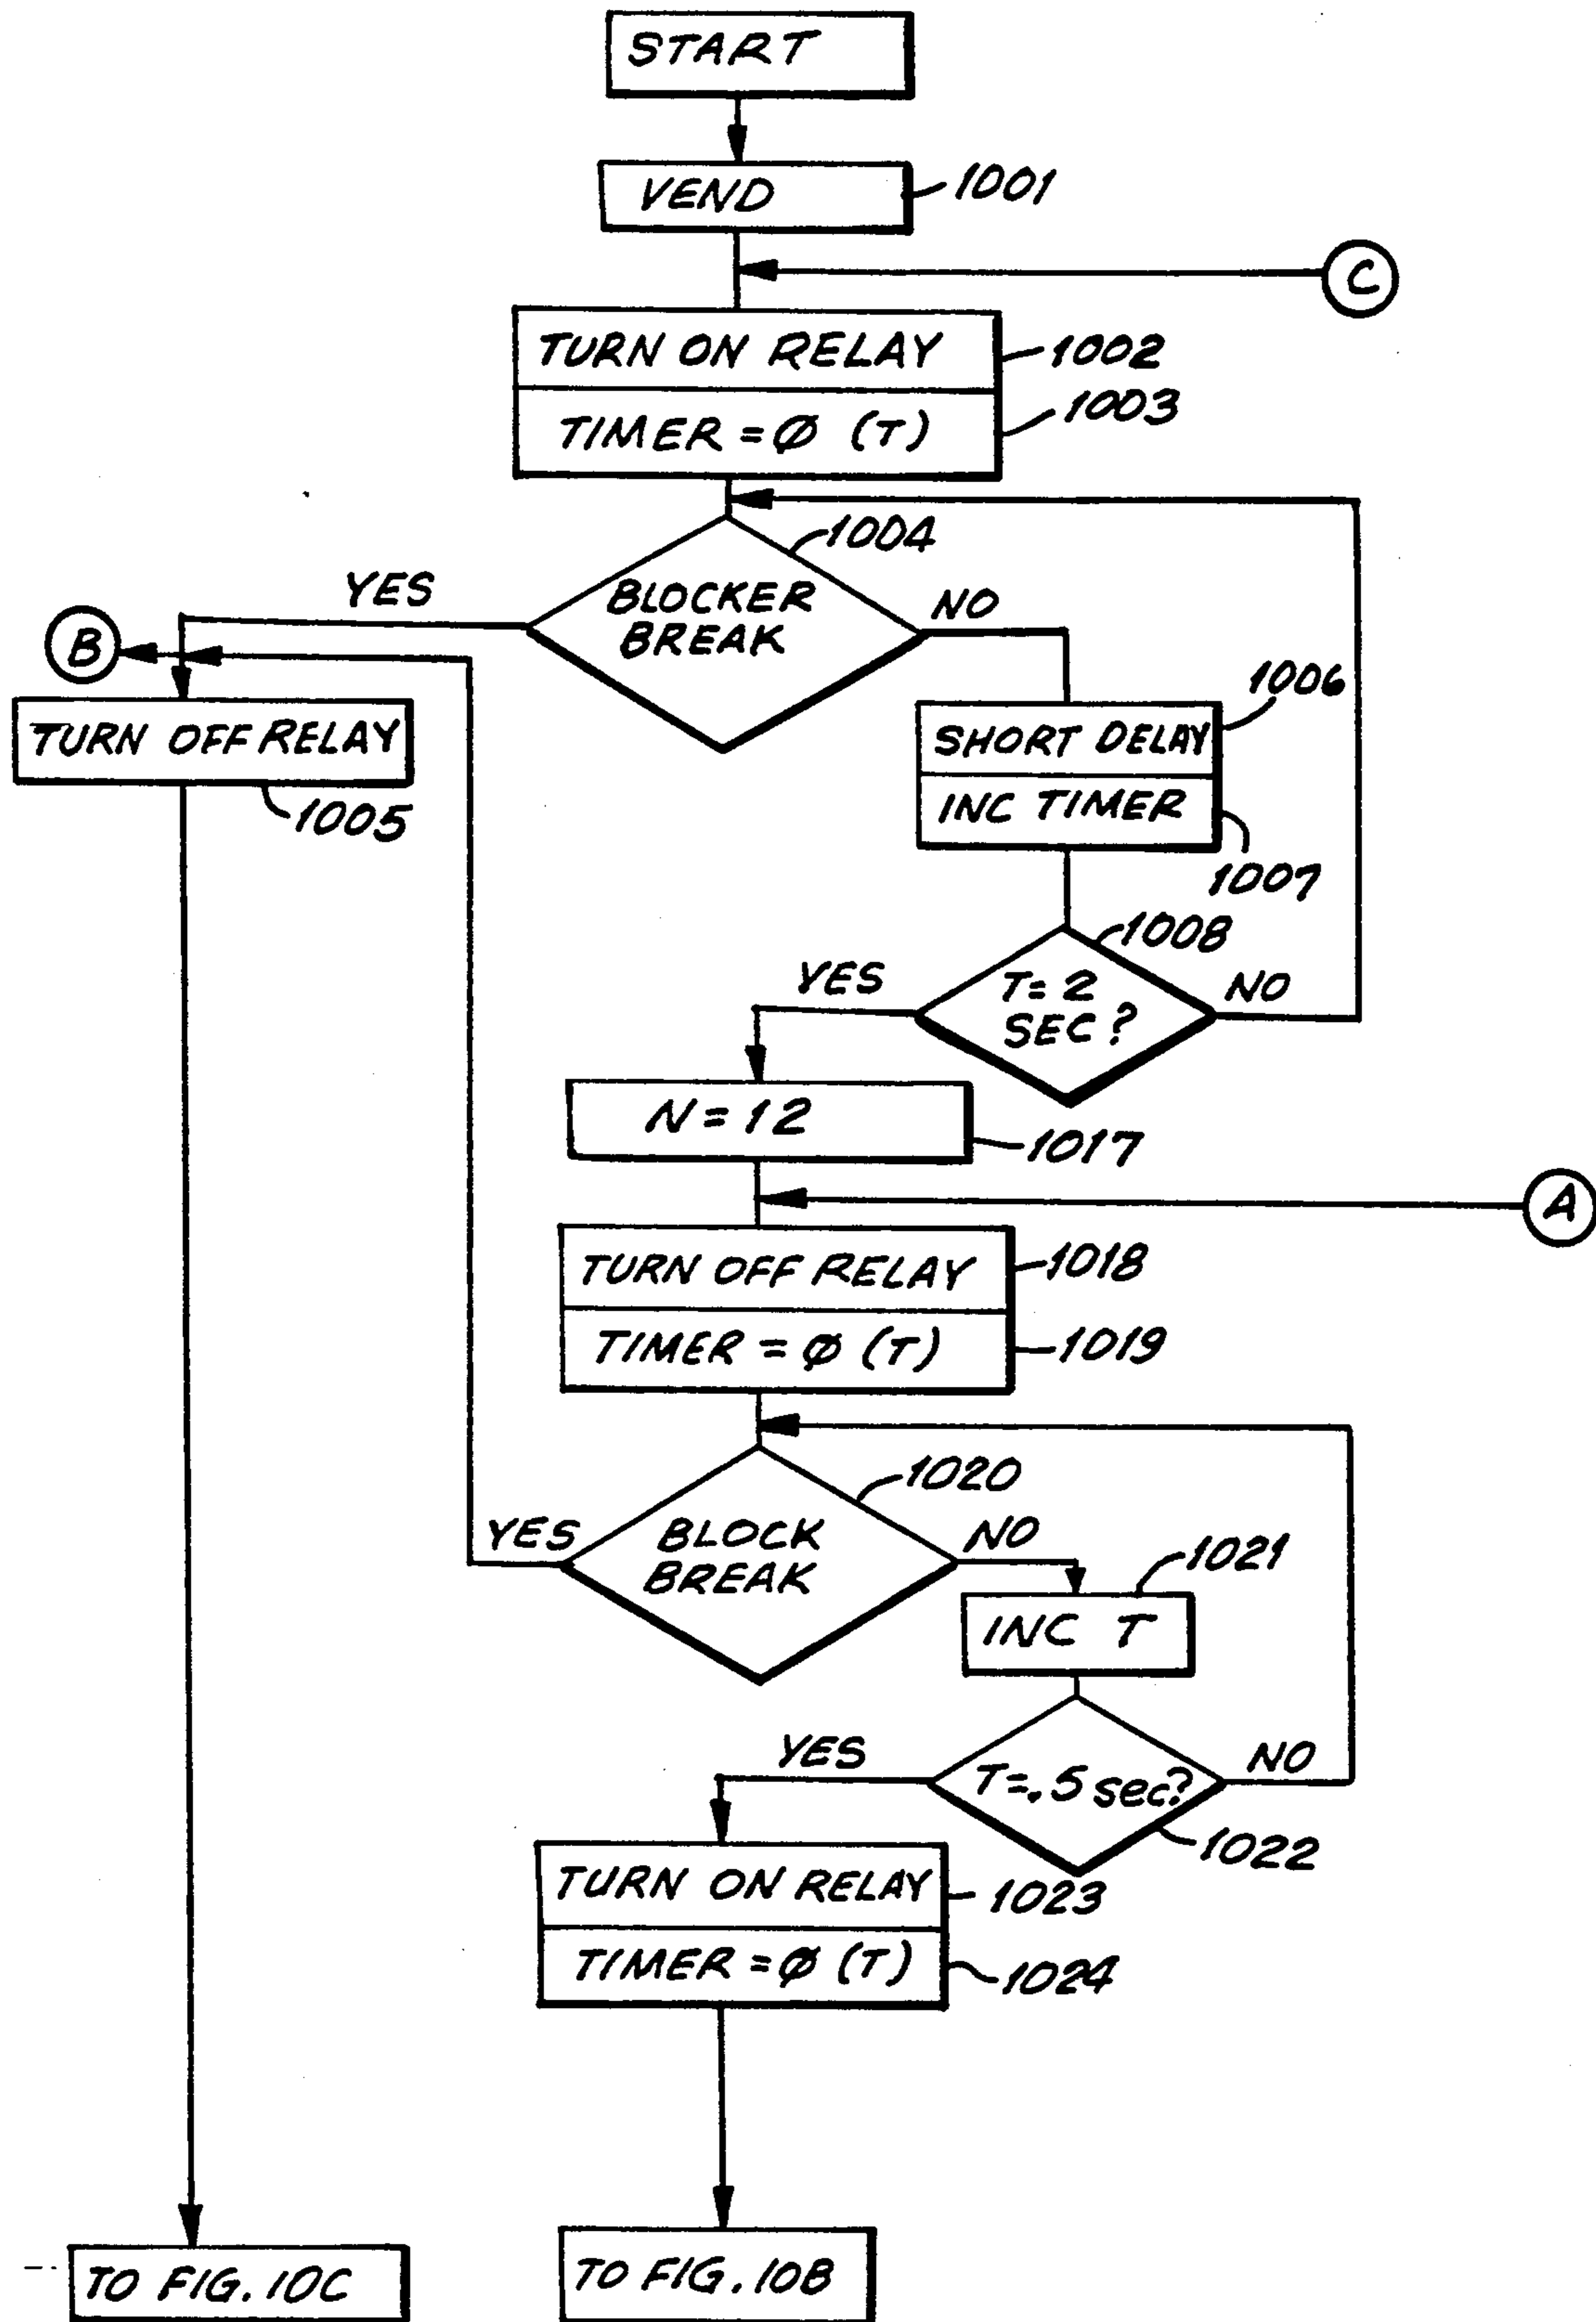 START
VEND
1001
C
TURN ON RELAY
1002
TIMER = Ø (T)
1003
1004
BLOCKER
BREAK
YES
NO
B
TURN OFF RELAY
1005
1006
SHORT DELAY
INC TIMER
1007
1008
T = 2
SEC?
YES
NO
N = 12
1017
A
TURN OFF RELAY
1018
TIMER = Ø (T)
1019
1020
BLOCK
BREAK
YES
NO
1021
INC T
T = .5 sec?
YES
NO
1022
TURN ON RELAY
1023
TIMER = Ø (T)
1024
TO FIG. 10C
TO FIG. 10B